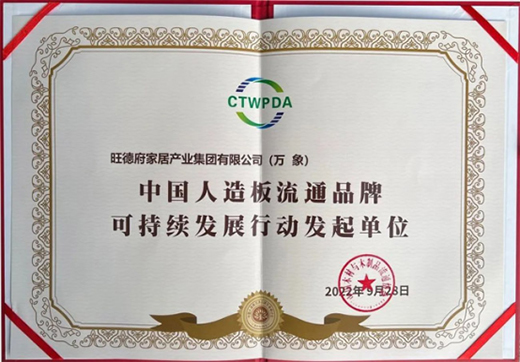 CTWPDA
旺德府家居产业集团有限公司（万 象）
中国人造板流通品牌
可持续发展行动发起单位
2022年9月28日